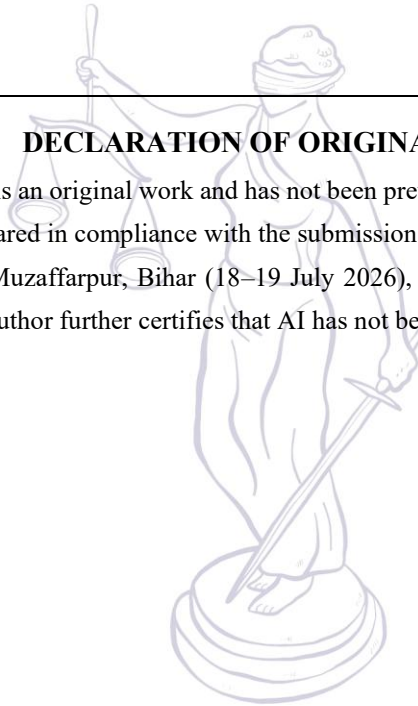 DECLARATION OF ORIGINA
s an original work and has not been pre
ared in compliance with the submission
Muzaffarpur, Bihar (18–19 July 2026),
uthor further certifies that AI has not be